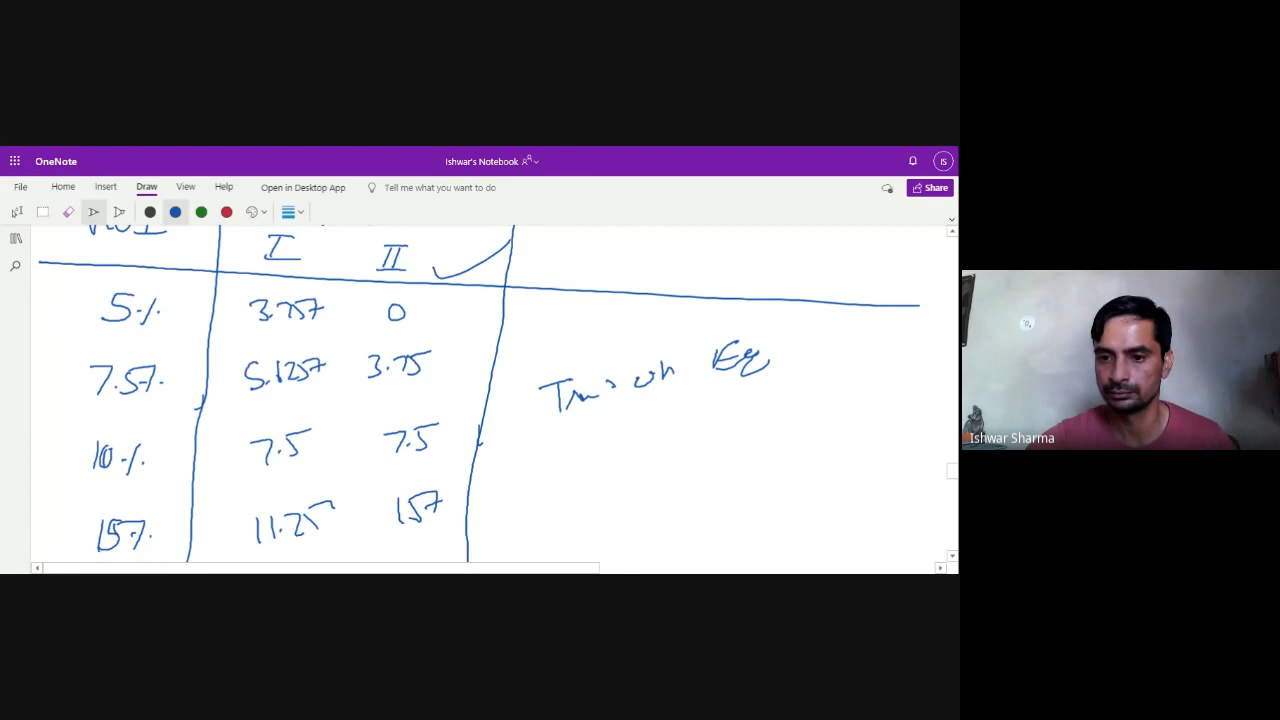 OneNote
Ishwar's Notebook
IS
File Home Insert Draw View Help Open in Desktop App Tell me what you want to do
Share
I II
5% 3.75% 0
7.5% 5.625% 3.75
10% 7.5 7.5
15% 11.25 15%
Eq
Ishwar Sharma